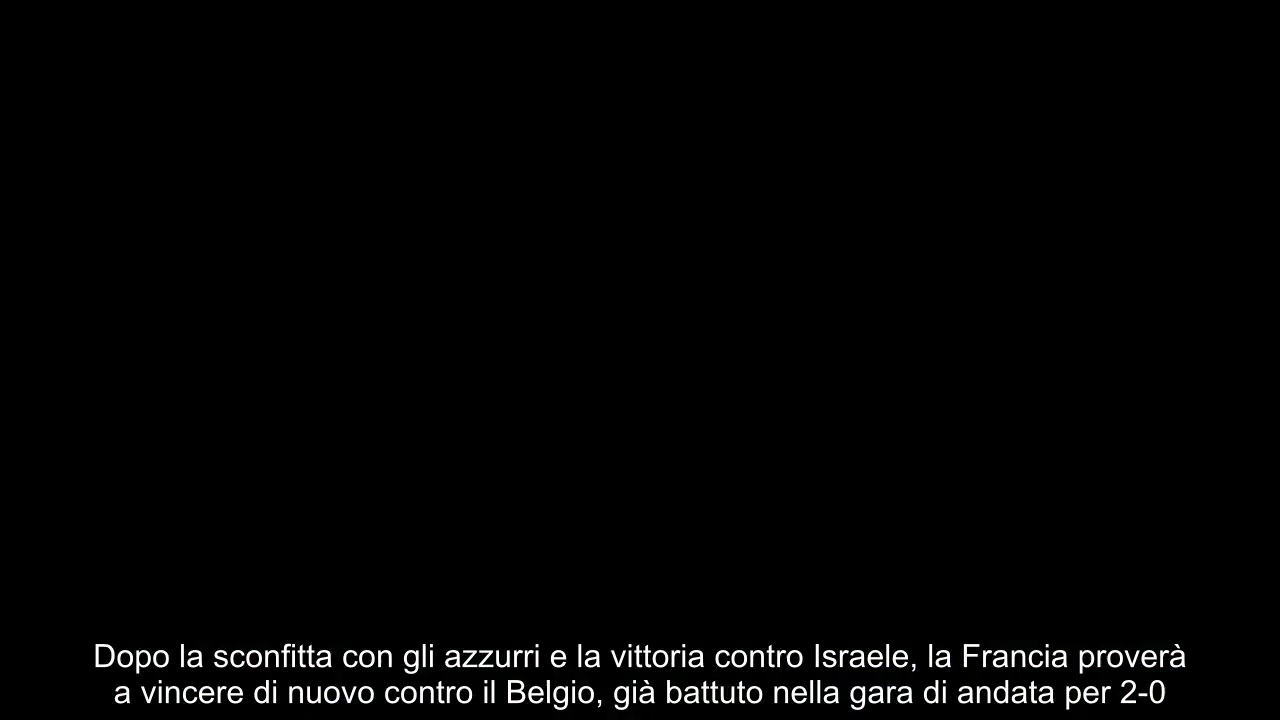 Dopo la sconfitta con gli azzurri e la vittoria contro Israele, la Francia proverà
a vincere di nuovo contro il Belgio, già battuto nella gara di andata per 2-0